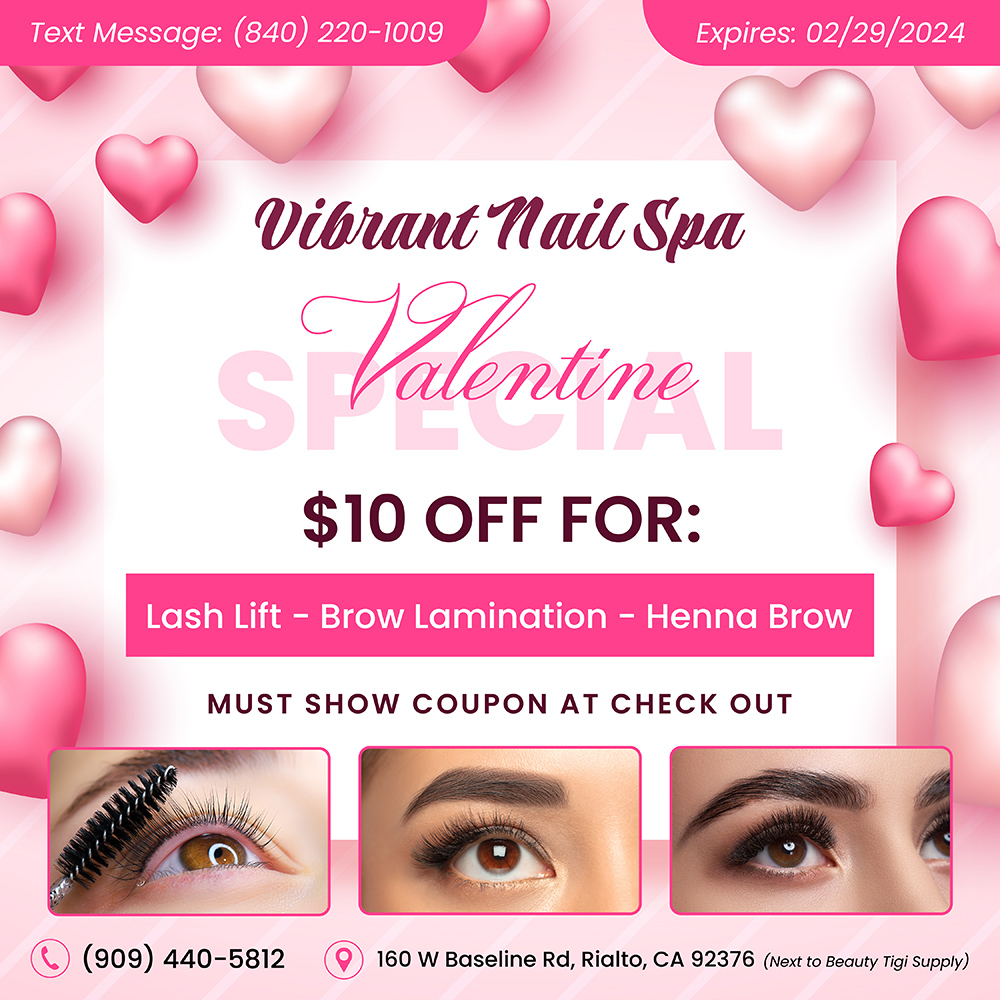 Text Message: (840) 220-1009
Expires: 02/29/2024
Vibrant Nail Spa
Valentine
SPECIAL
$10 OFF FOR:
Lash Lift - Brow Lamination - Henna Brow
MUST SHOW COUPON AT CHECK OUT
(909) 440-5812
160 W Baseline Rd, Rialto, CA 92376 (Next to Beauty Tigi Supply)